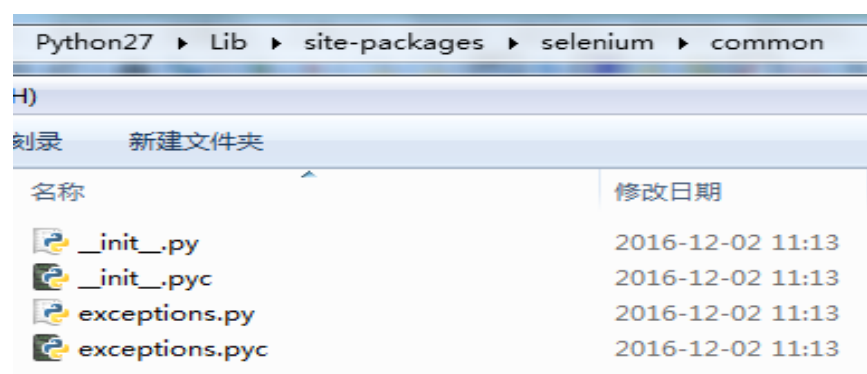 Python27 ▸ Lib ▸ site-packages ▸ selenium ▸ common
H)
刻录 新建文件夹
名称 修改日期
__init__.py 2016-12-02 11:13
__init__.pyc 2016-12-02 11:13
exceptions.py 2016-12-02 11:13
exceptions.pyc 2016-12-02 11:13